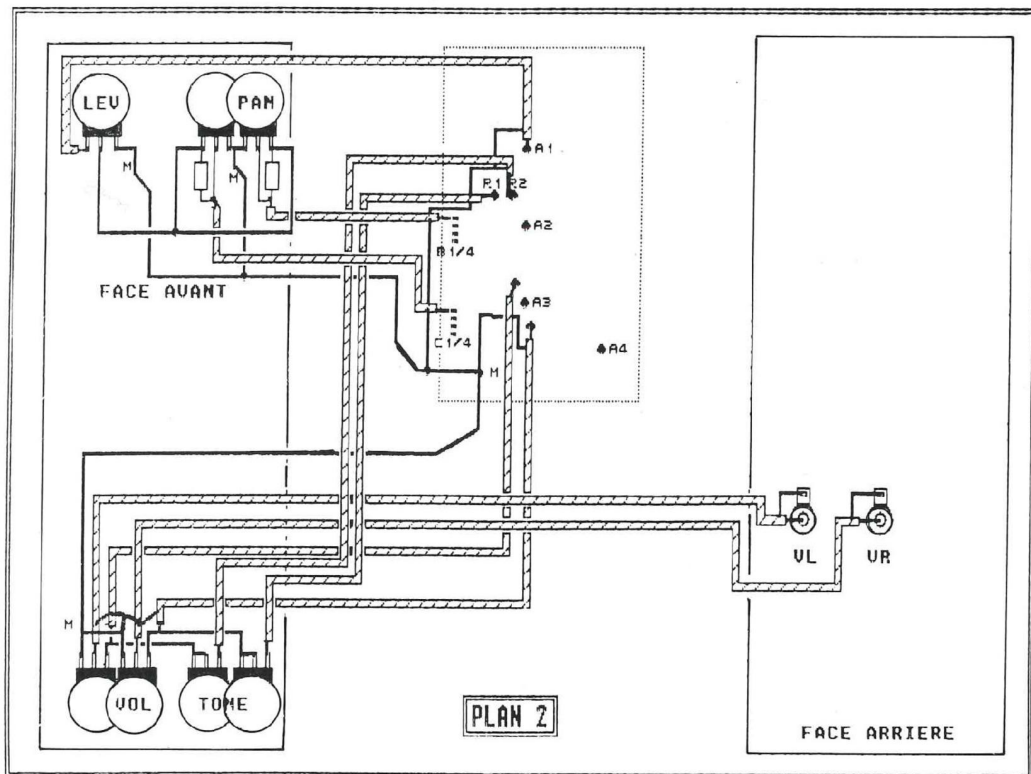 LEV
PAN
M
M
A1
R1 R2
A2
B1/4
FACE AVANT
A3
C1/4
A4
M
VL
VR
M
VOL
TONE
PLAN 2
FACE ARRIERE